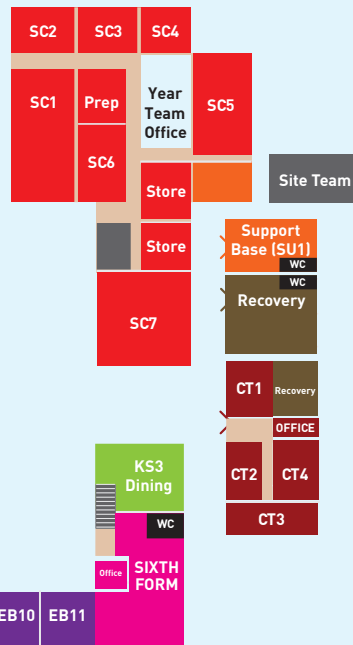 SC2
SC3
SC4
SC1
Prep
Year
Team
Office
SC5
SC6
Store
Site Team
Store
Support
Base (SU1)
WC
WC
Recovery
SC7
CT1
Recovery
OFFICE
KS3
Dining
CT2
CT4
WC
CT3
Office
SIXTH
FORM
EB10
EB11